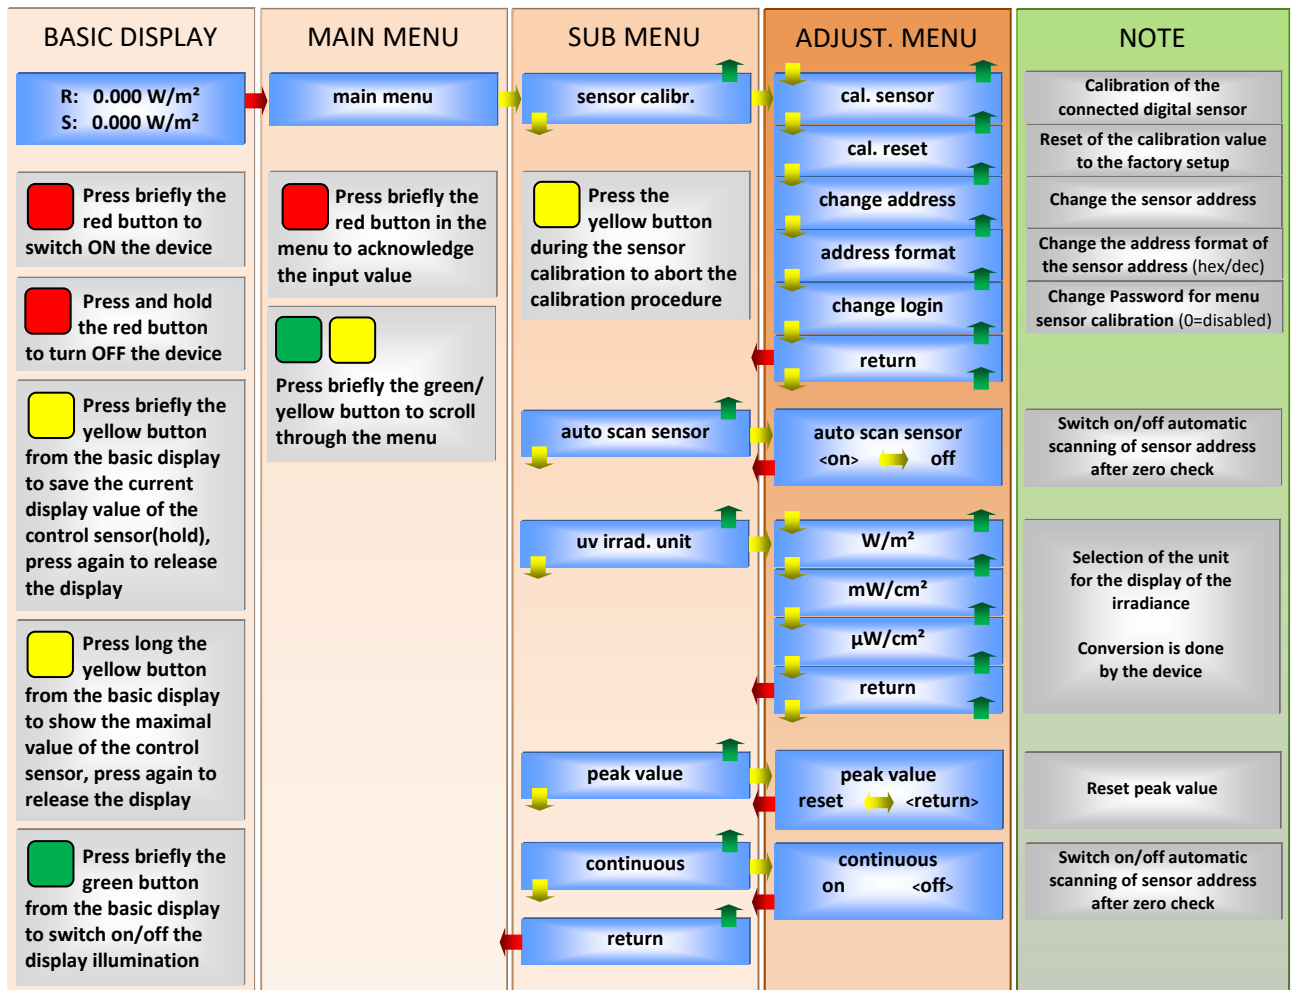 BASIC DISPLAY
R: 0.000 W/m²
S: 0.000 W/m²
Press briefly the
red button to
switch ON the device
Press and hold
the red button
to turn OFF the device
Press briefly the
yellow button
from the basic display
to save the current
display value of the
control sensor(hold),
press again to release
the display
Press long the
yellow button
from the basic display
to show the maximal
value of the control
sensor, press again to
release the display
Press briefly the
green button
from the basic display
to switch on/off the
display illumination
MAIN MENU
main menu
Press briefly the
red button in the
menu to acknowledge
the input value
Press briefly the green/
yellow button to scroll
through the menu
SUB MENU
sensor calibr.
Press the
yellow button
during the sensor
calibration to abort the
calibration procedure
auto scan sensor
uv irrad. unit
peak value
continuous
return
ADJUST. MENU
cal. sensor
cal. reset
change address
address format
change login
return
auto scan sensor
<on> off
W/m²
mW/cm²
µW/cm²
return
peak value
reset <return>
continuous
on <off>
NOTE
Calibration of the
connected digital sensor
Reset of the calibration value
to the factory setup
Change the sensor address
Change the address format of
the sensor address (hex/dec)
Change Password for menu
sensor calibration (0=disabled)
Switch on/off automatic
scanning of sensor address
after zero check
Selection of the unit
for the display of the
irradiance
Conversion is done
by the device
Reset peak value
Switch on/off automatic
scanning of sensor address
after zero check